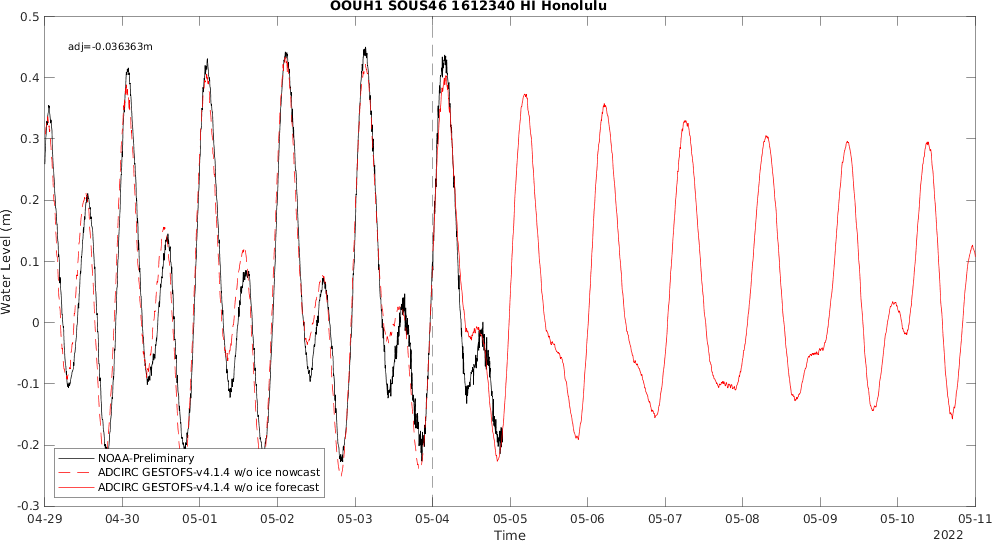 OOUH1 SOUS46 1612340 HI Honolulu
adj=-0.036363m
0.5
0.4
0.3
0.2
0.1
0
-0.1
-0.2
-0.3
Water Level (m)
NOAA-Preliminary
ADCIRC GESTOFS-v4.1.4 w/o ice nowcast
ADCIRC GESTOFS-v4.1.4 w/o ice forecast
04-29 04-30 05-01 05-02 05-03 05-04 05-05 05-06 05-07 05-08 05-09 05-10 05-11
Time
2022